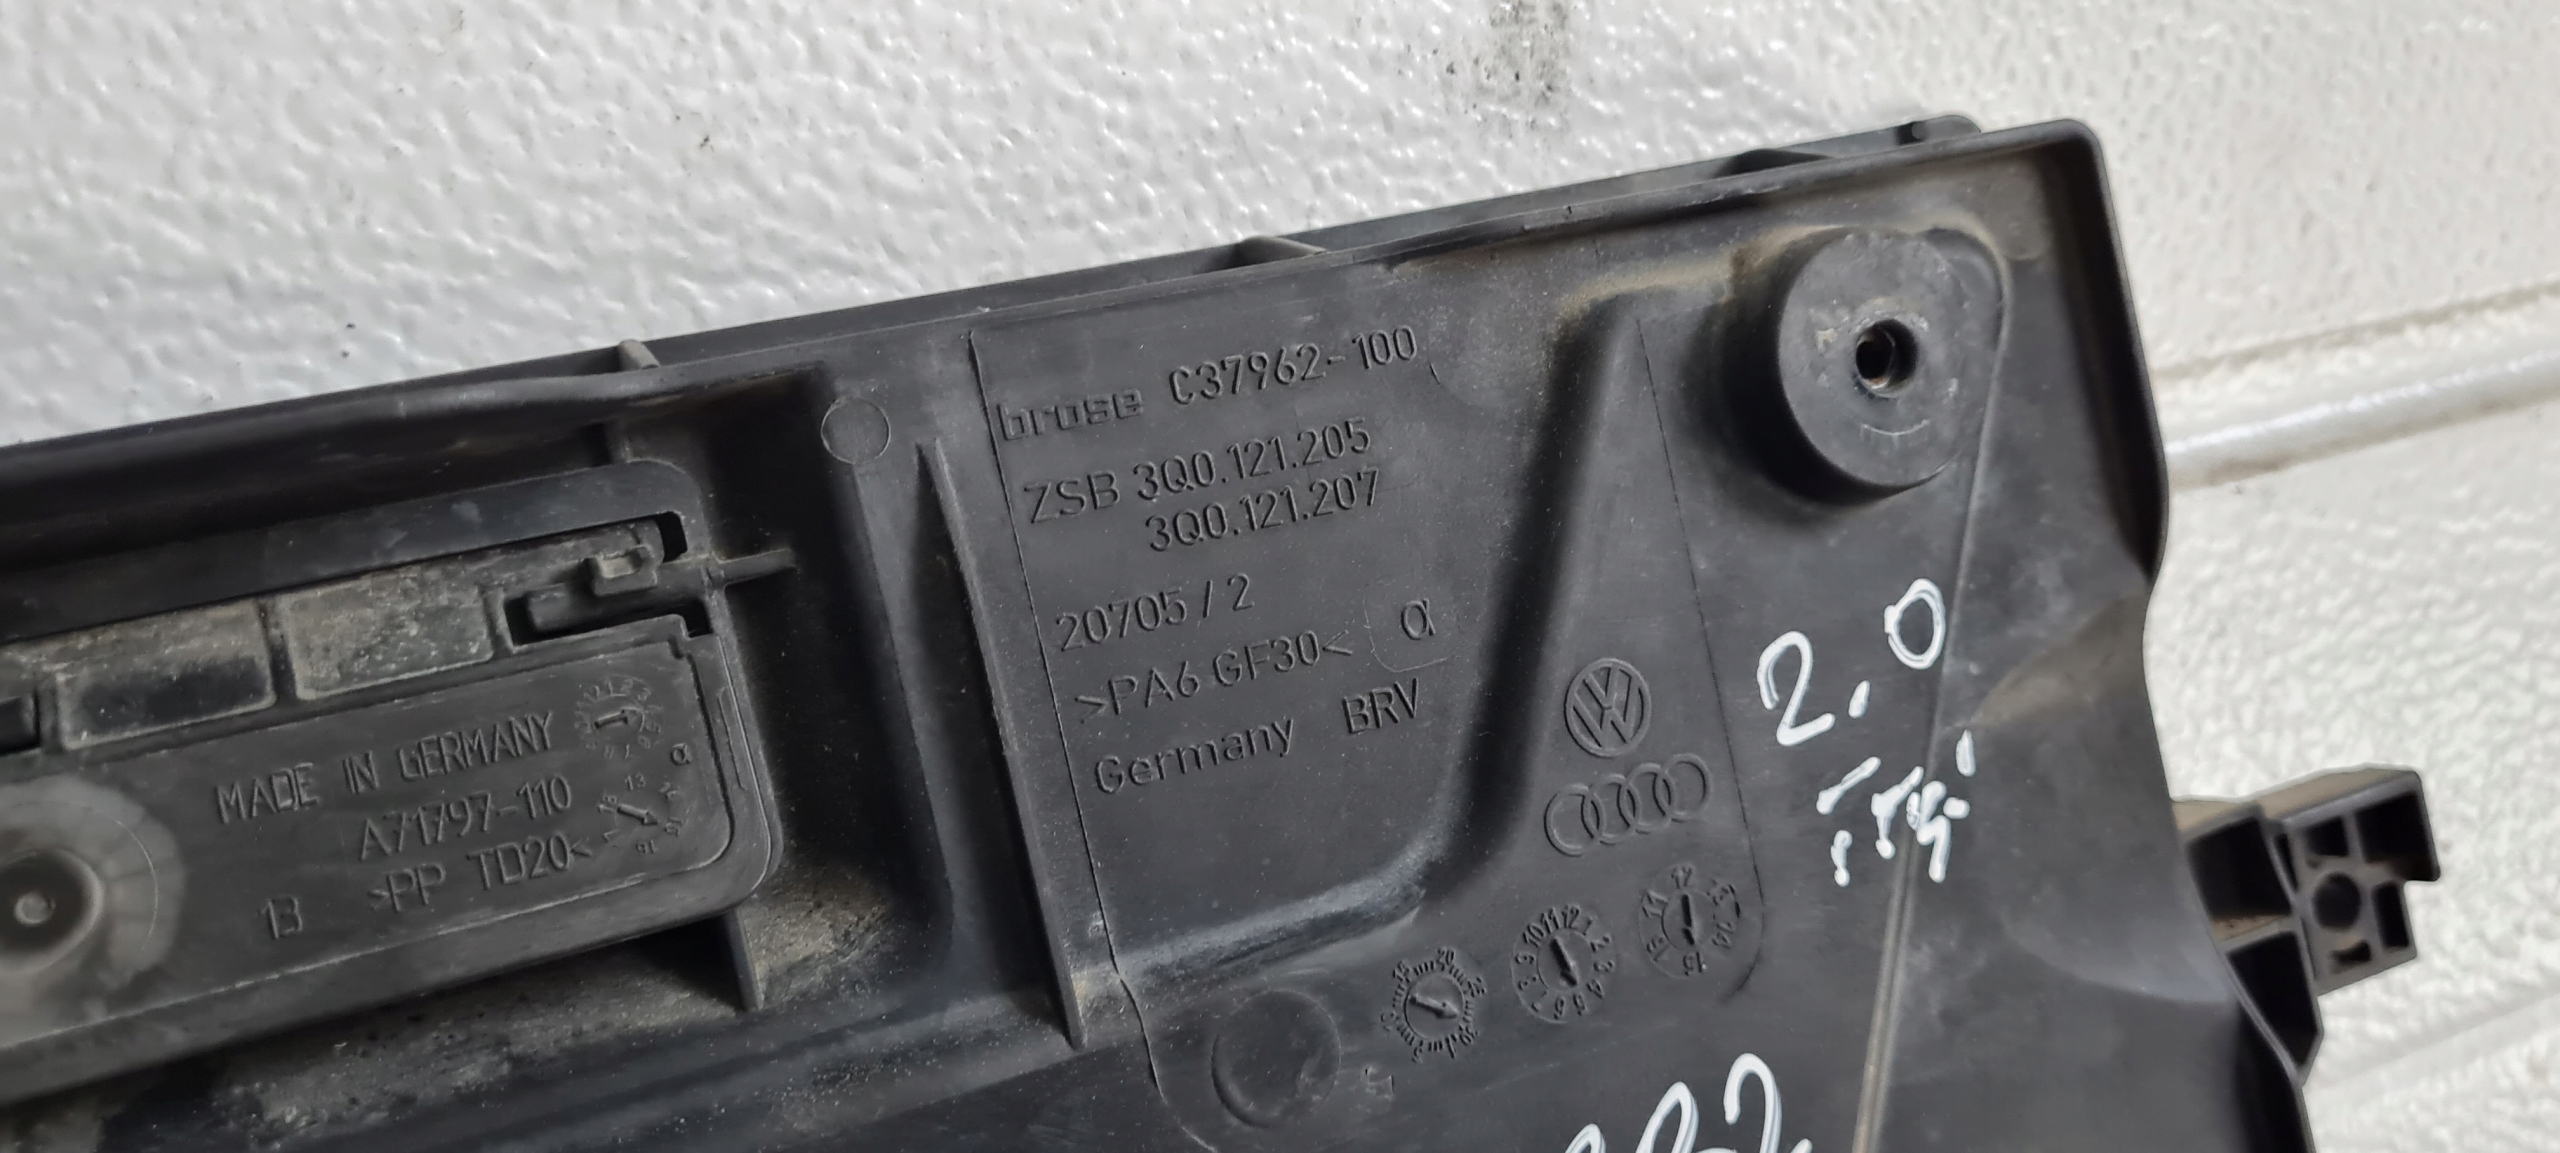 brose C37962-100
ZSB 3Q0.121.205
3Q0.121.207
20705/2
>PA6 GF30< α
Germany BRV
MADE IN GERMANY
A71797-110
13 >PP TD20<
α
2.0